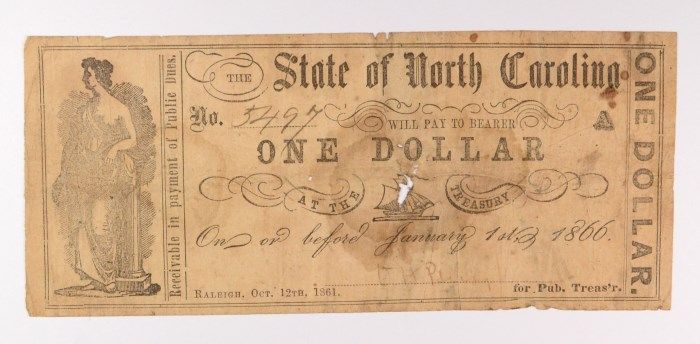 Receivable in payment of Public Dues.
THE State of North Carolina
No. 5497
WILL PAY TO BEARER A
ONE DOLLAR
AT THE TREASURY
On or before January 1st, 1866.
RALEIGH, OCT. 12TH, 1861.
for Pub. Treas'r.
ONE DOLLAR.